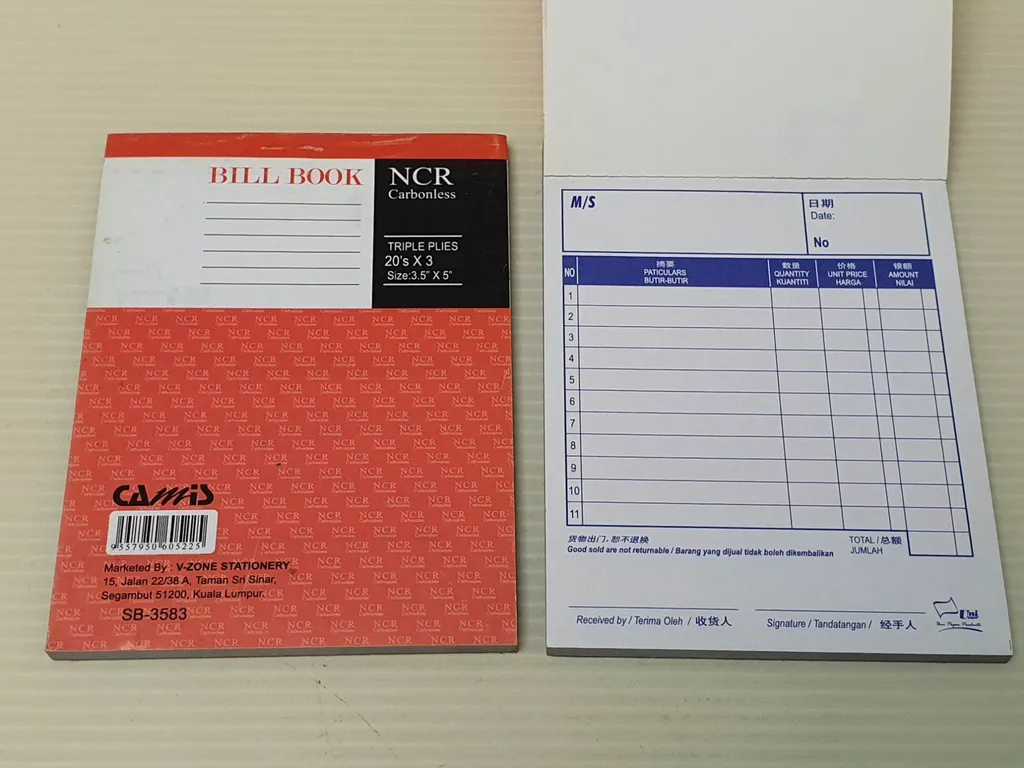 BILL BOOK
NCR
Carbonless
TRIPLE PLIES
20's X 3
Size:3.5" X 5"
CAMIS
9 557950 605225
Marketed By : V-ZONE STATIONERY
15, Jalan 22/38 A, Taman Sri Sinar,
Segambut 51200, Kuala Lumpur.
SB-3583
M/S
日期
Date:
No
NO
摘要
PATICULARS
BUTIR-BUTIR
数量
QUANTITY
KUANTITI
价格
UNIT PRICE
HARGA
银额
AMOUNT
NILAI
1
2
3
4
5
6
7
8
9
10
11
货物出门,恕不退换
Good sold are not returnable / Barang yang dijual tidak boleh dikembalikan
TOTAL / 总额
JUMLAH
Received by / Terima Oleh / 收货人
Signature / Tandatangan / 经手人